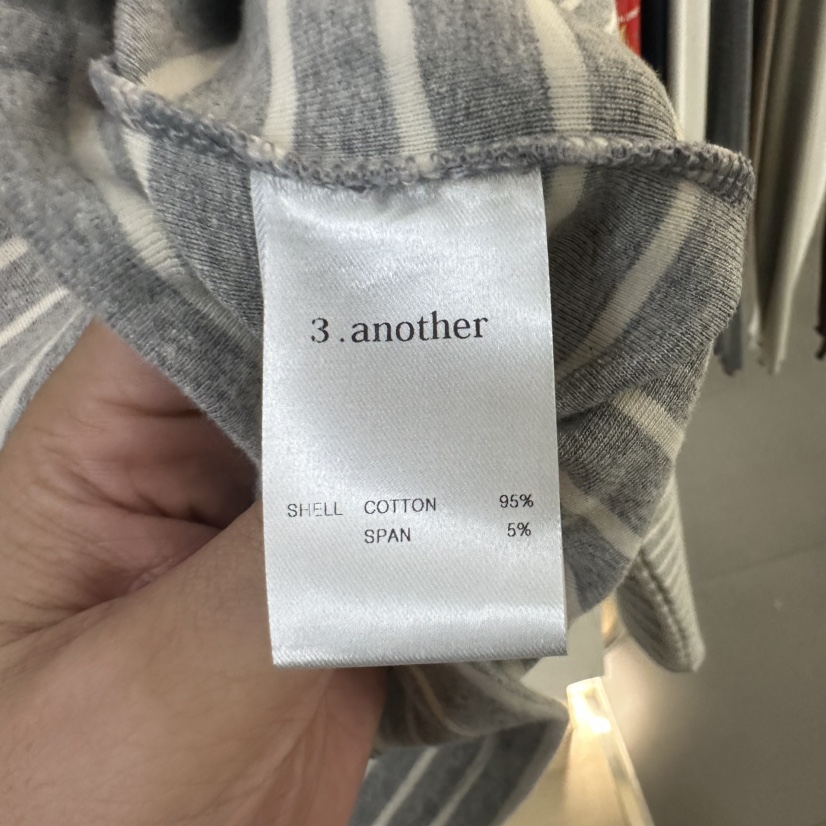 3.another
SHELL COTTON 95%
SPAN 5%